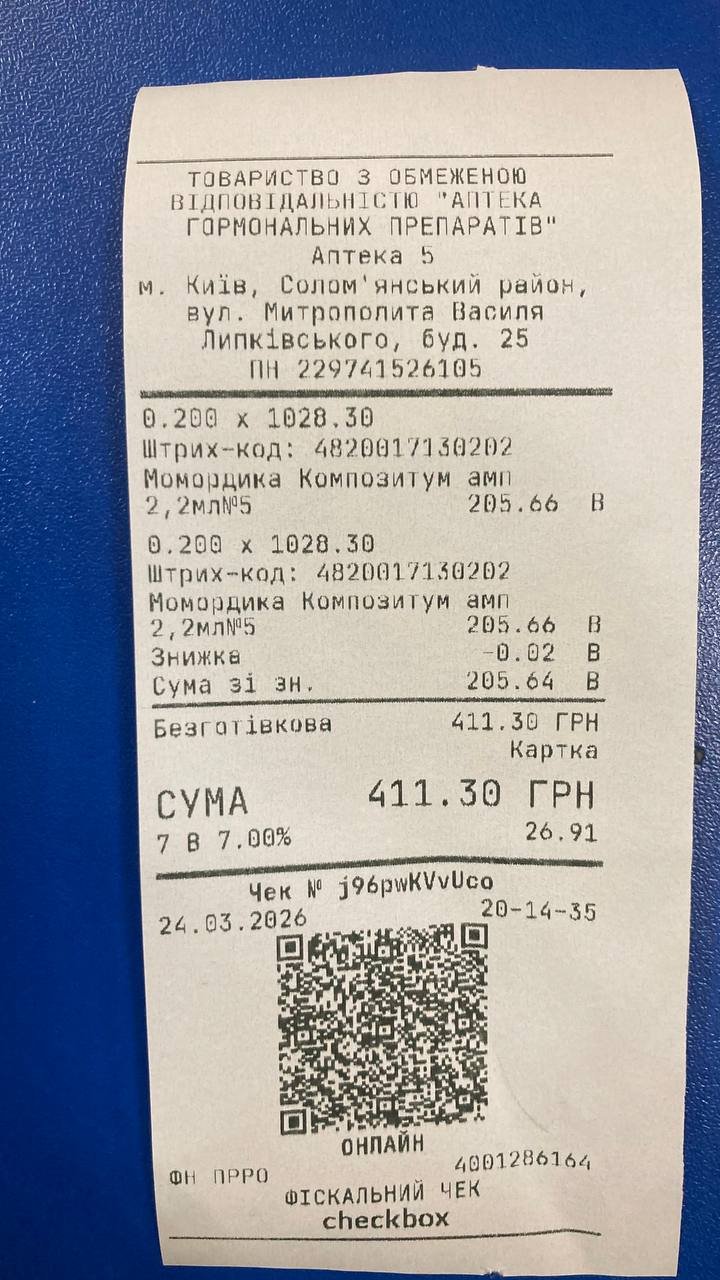 ТОВАРИСТВО З ОБМЕЖЕНОЮ
ВІДПОВІДАЛЬНІСТЮ "АПТЕКА
ГОРМОНАЛЬНИХ ПРЕПАРАТІВ"
Аптека 5
м. Київ, Солом'янський район,
вул. Митрополита Василя
Липківського, буд. 25
ПН 229741526105
0.200 x 1028.30
Штрих-код: 4820017130202
Момордика Композитум амп
2,2мл№5 205.66 В
0.200 x 1028.30
Штрих-код: 4820017130202
Момордика Композитум амп
2,2мл№5 205.66 В
Знижка -0.02 В
Сума зі зн. 205.64 В
Безготівкова 411.30 ГРН
Картка
СУМА 411.30 ГРН
7 В 7.00% 26.91
Чек № j96pwKVvUco
24.03.2026 20-14-35
ОНЛАЙН
ФН ПРРО 4001286164
ФІСКАЛЬНИЙ ЧЕК
checkbox